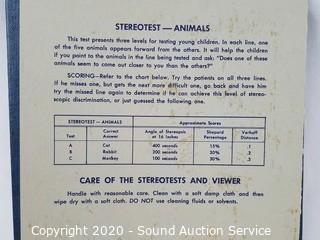 STEREOTEST — ANIMALS
This test presents three levels for testing young children. In each line, one
of the five animals appears forward from the others. It will help the children
if you point to the animals in the line being tested and ask: "Does one of these
animals seem to come out closer to you than the others?"
SCORING—Refer to the chart below. Try the patients on all three lines.
If he misses one, but gets the next more difficult one, go back and have him
try the missed line again to determine if he can achieve this level of stereo-
scopic discrimination, or just guessed the following one.
STEREOTEST — ANIMALS Approximate Scores
Test Correct Answer Angle of Stereopsis at 16 Inches Shepard Percentage Verhoff Distance
A Cat 400 seconds 15% .1
B Rabbit 200 seconds 30% .2
C Monkey 100 seconds 50% .3
CARE OF THE STEREOTESTS AND VIEWER
Handle with reasonable care. Clean with a soft damp cloth and then
wipe dry with a soft cloth. DO NOT use cleaning fluids or solvents.
Copyright 2020 - Sound Auction Service